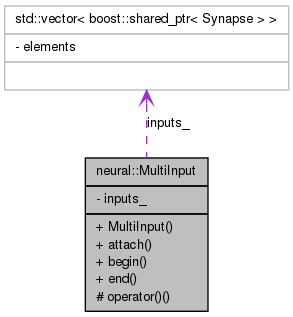 std::vector< boost::shared_ptr< Synapse > >
- elements
inputs_
neural::MultiInput
- inputs_
+ MultiInput()
+ attach()
+ begin()
+ end()
# operator()()